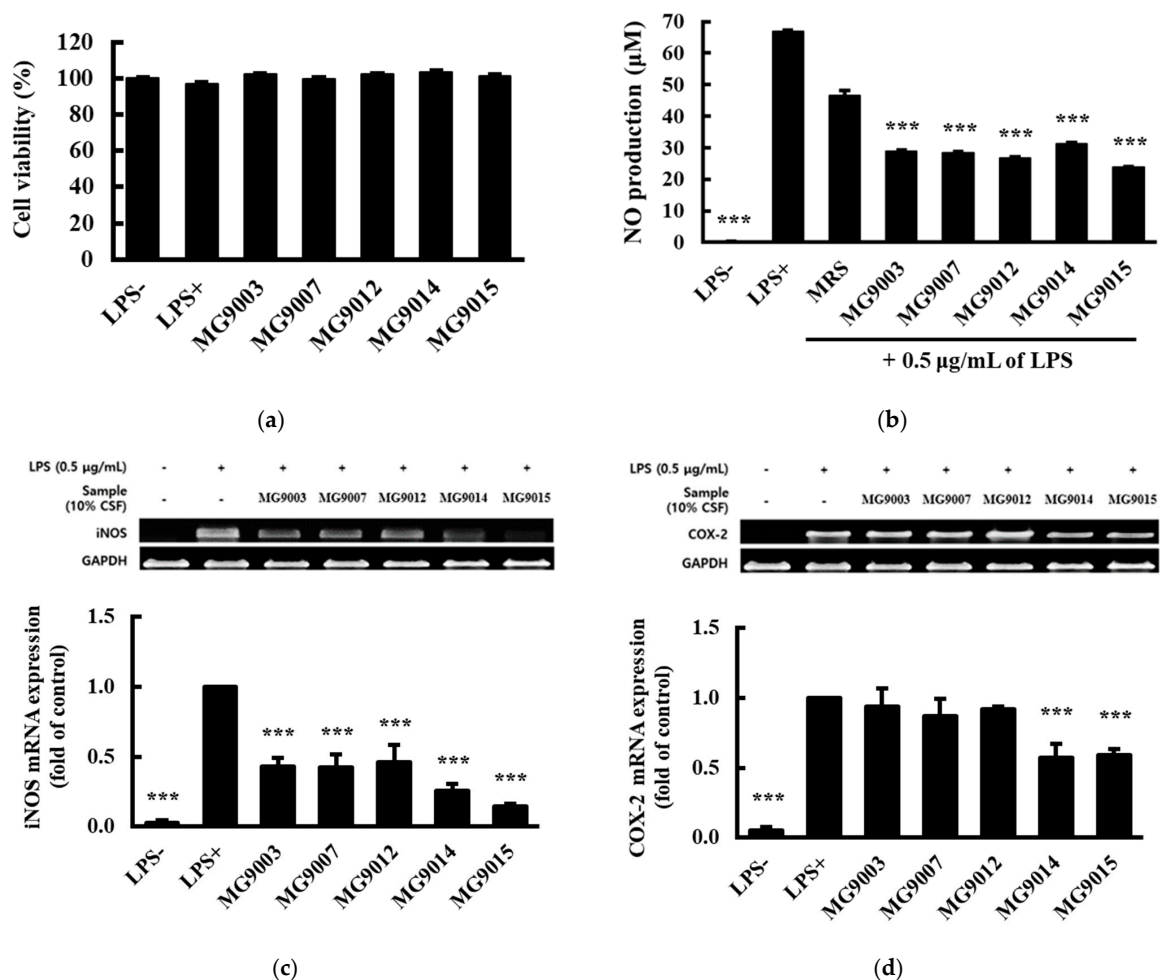 Cell viability (%)
120
100
80
60
40
20
0
LPS-
LPS+
MG9003
MG9007
MG9012
MG9014
MG9015
(a)
NO production (µM)
70
60
50
40
30
20
10
0
***
***
***
***
***
***
LPS-
LPS+
MRS
MG9003
MG9007
MG9012
MG9014
MG9015
+ 0.5 µg/mL of LPS
(b)
LPS (0.5 µg/mL) - + + + + + +
Sample
(10% CSF) - - MG9003 MG9007 MG9012 MG9014 MG9015
iNOS
GAPDH
iNOS mRNA expression
(fold of control)
1.5
1.0
0.5
0.0
***
***
***
***
***
***
LPS-
LPS+
MG9003
MG9007
MG9012
MG9014
MG9015
(c)
LPS (0.5 µg/mL) - + + + + + +
Sample
(10% CSF) - - MG9003 MG9007 MG9012 MG9014 MG9015
COX-2
GAPDH
COX-2 mRNA expression
(fold of control)
1.5
1.0
0.5
0.0
***
***
***
LPS-
LPS+
MG9003
MG9007
MG9012
MG9014
MG9015
(d)